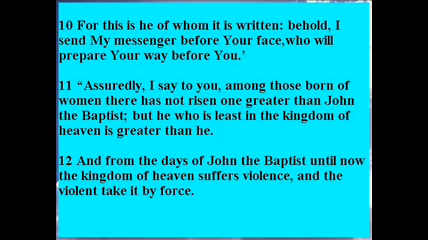 10 For this is he of whom it is written: behold, I
send My messenger before Your face,who will
prepare Your way before You.’
11 “Assuredly, I say to you, among those born of
women there has not risen one greater than John
the Baptist; but he who is least in the kingdom of
heaven is greater than he.
12 And from the days of John the Baptist until now
the kingdom of heaven suffers violence, and the
violent take it by force.